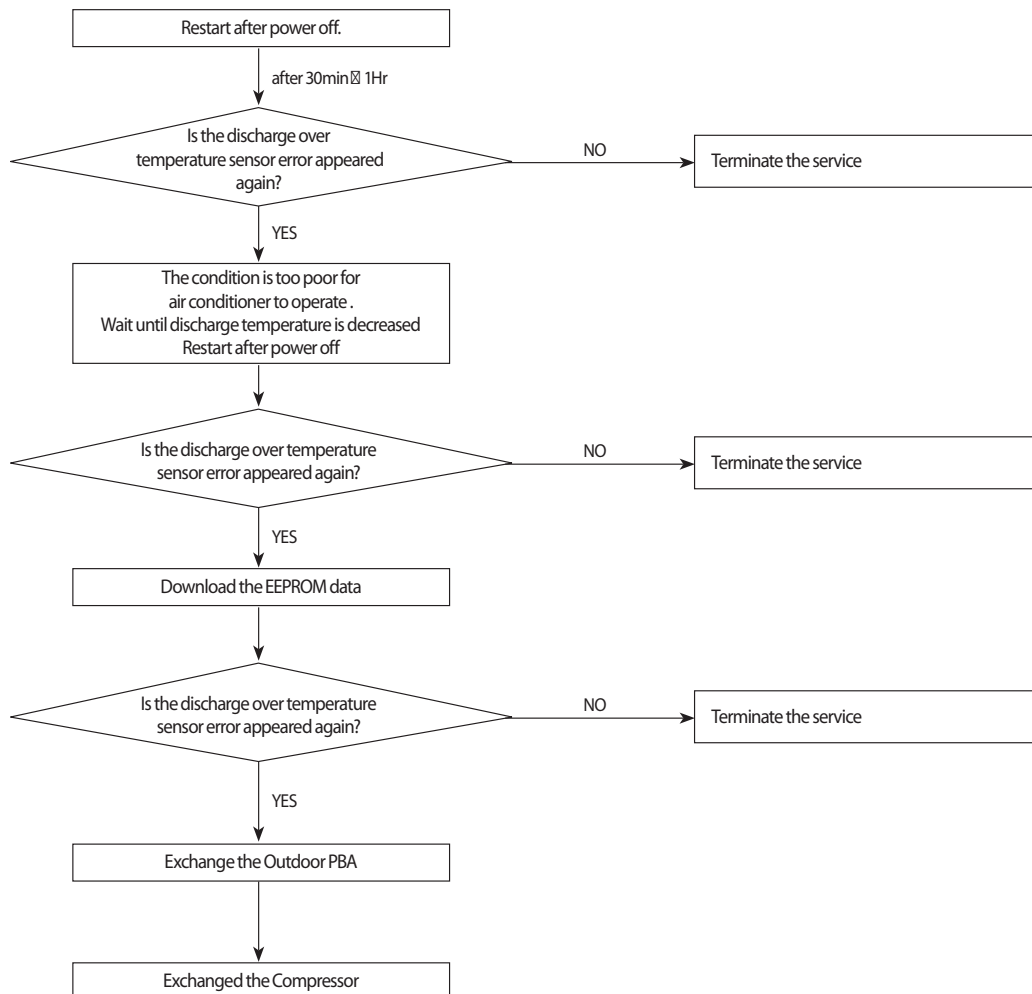 Restart after power off.
after 30min ☒ 1Hr
Is the discharge over
temperature sensor error appeared
again?
NO
Terminate the service
YES
The condition is too poor for
air conditioner to operate .
Wait until discharge temperature is decreased
Restart after power off
Is the discharge over temperature
sensor error appeared again?
NO
Terminate the service
YES
Download the EEPROM data
Is the discharge over temperature
sensor error appeared again?
NO
Terminate the service
YES
Exchange the Outdoor PBA
Exchanged the Compressor